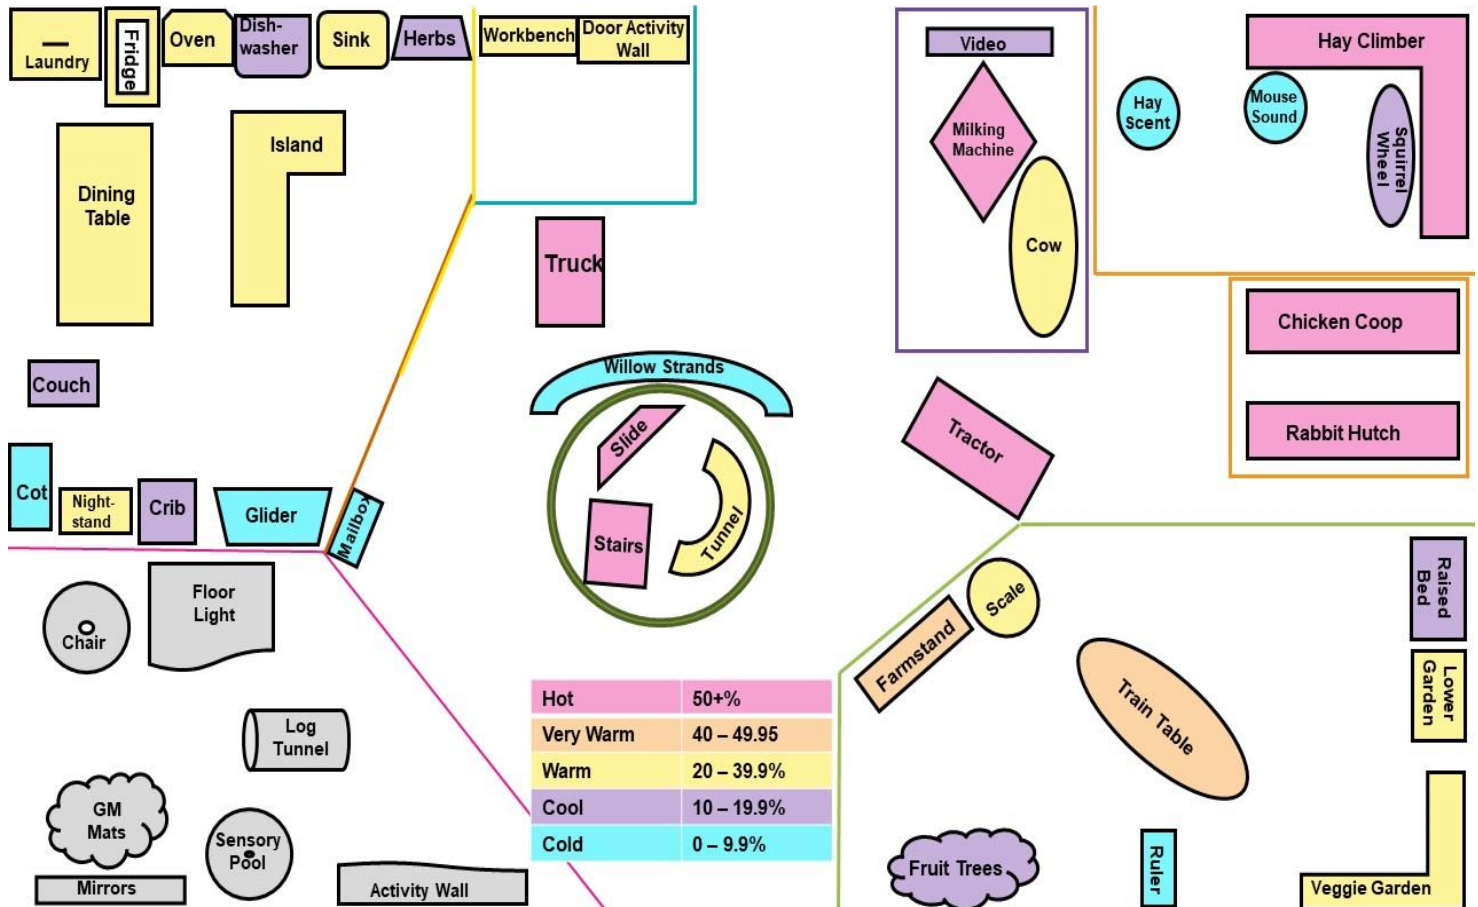 Laundry
Fridge
Oven
Dish-
washer
Sink
Herbs
Workbench
Door Activity
Wall
Island
Dining
Table
Truck
Video
Milking
Machine
Cow
Hay
Scent
Mouse
Sound
Hay Climber
Squirrel
Wheel
Chicken Coop
Rabbit Hutch
Couch
Cot
Night-
stand
Crib
Glider
Mailbox
Willow Strands
Slide
Stairs
Tunnel
Tractor
Chair
Floor
Light
Log
Tunnel
GM
Mats
Sensory
Pool
Mirrors
Activity Wall
Hot 50+%
Very Warm 40 – 49.95
Warm 20 – 39.9%
Cool 10 – 19.9%
Cold 0 – 9.9%
Farmstand
Scale
Train Table
Raised
Bed
Lower
Garden
Fruit Trees
Ruler
Veggie Garden